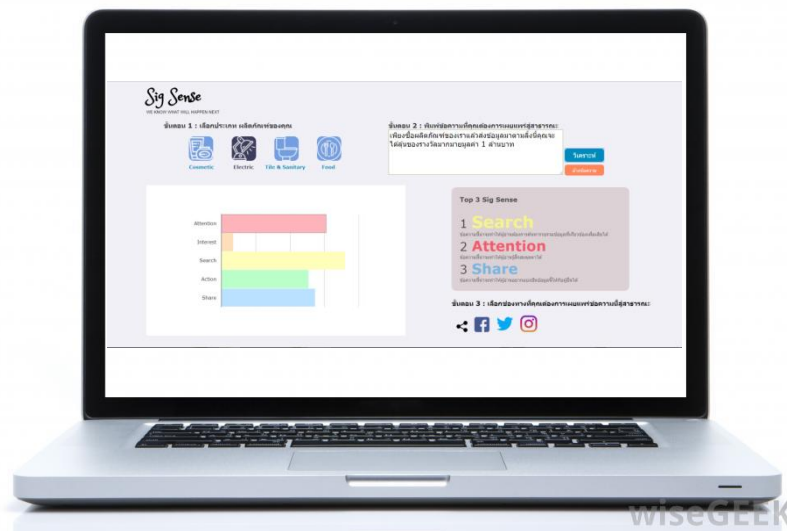 Sig Sense
WE KNOW WHAT WILL HAPPEN NEXT
ขั้นตอน 1 : เลือกประเภท ผลิตภัณฑ์ของคุณ
Cosmetic Electric Tile & Sanitary Food
ขั้นตอน 2 : พิมพ์ข้อความที่คุณต้องการเผยแพร่สู่สาธารณะ
เพียงซื้อผลิตภัณฑ์ของเราแล้วส่งข้อมูลมาตามลิ้งนี้คุณจะ
ได้ลุ้นของรางวัลมากมายมูลค่า 1 ล้านบาท
วิเคราะห์
Attention
Interest
Search
Action
Share
Top 3 Sig Sense
1 Search
2 Attention
3 Share
ขั้นตอน 3 : เลือกช่องทางที่คุณต้องการเผยแพร่ข้อความนี้สู่สาธารณะ
wiseGEEK